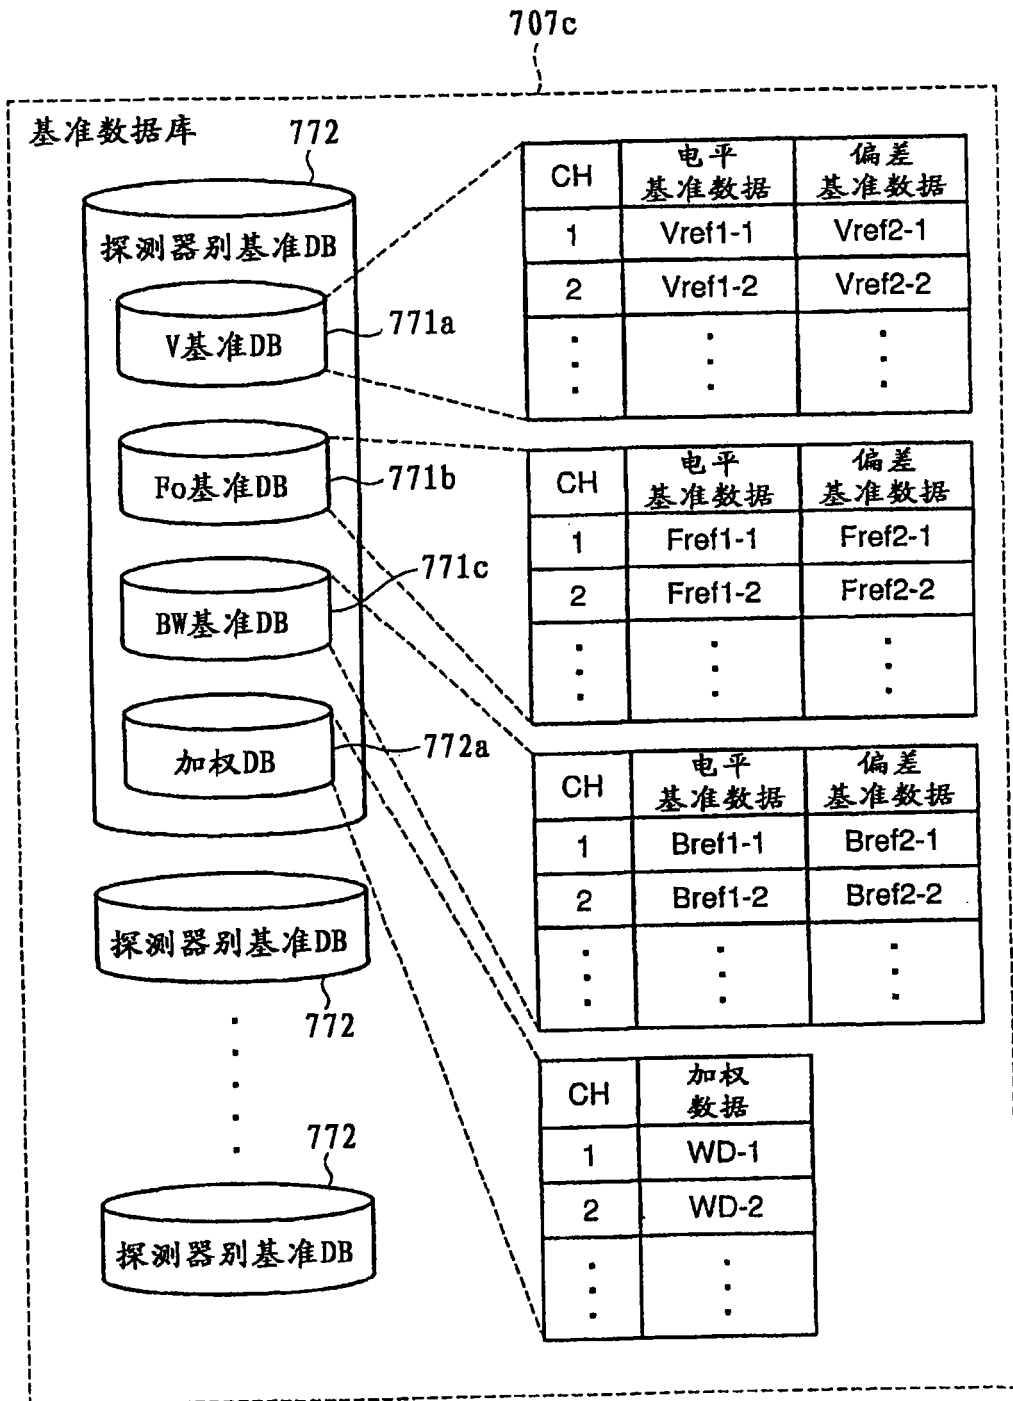 707c
基准数据库
772
探测器别基准DB
V基准DB
771a
Fo基准DB
771b
BW基准DB
771c
加权DB
772a
探测器别基准DB
772
772
探测器别基准DB
CH 电平基准数据 偏差基准数据
1 Vref1-1 Vref2-1
2 Vref1-2 Vref2-2
CH 电平基准数据 偏差基准数据
1 Fref1-1 Fref2-1
2 Fref1-2 Fref2-2
CH 电平基准数据 偏差基准数据
1 Bref1-1 Bref2-1
2 Bref1-2 Bref2-2
CH 加权数据
1 WD-1
2 WD-2